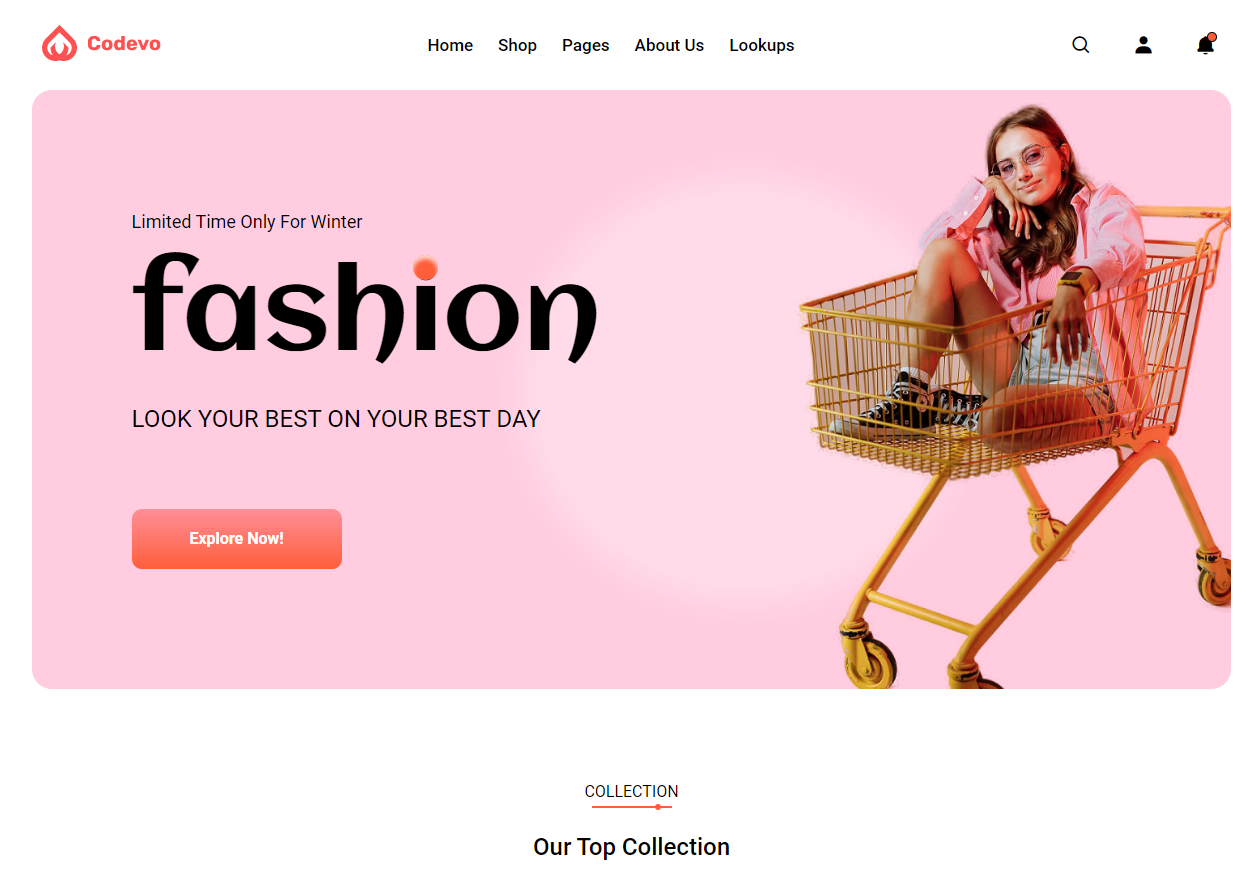 Codevo
Home Shop Pages About Us Lookups
Limited Time Only For Winter
fashion
LOOK YOUR BEST ON YOUR BEST DAY
Explore Now!
COLLECTION
Our Top Collection